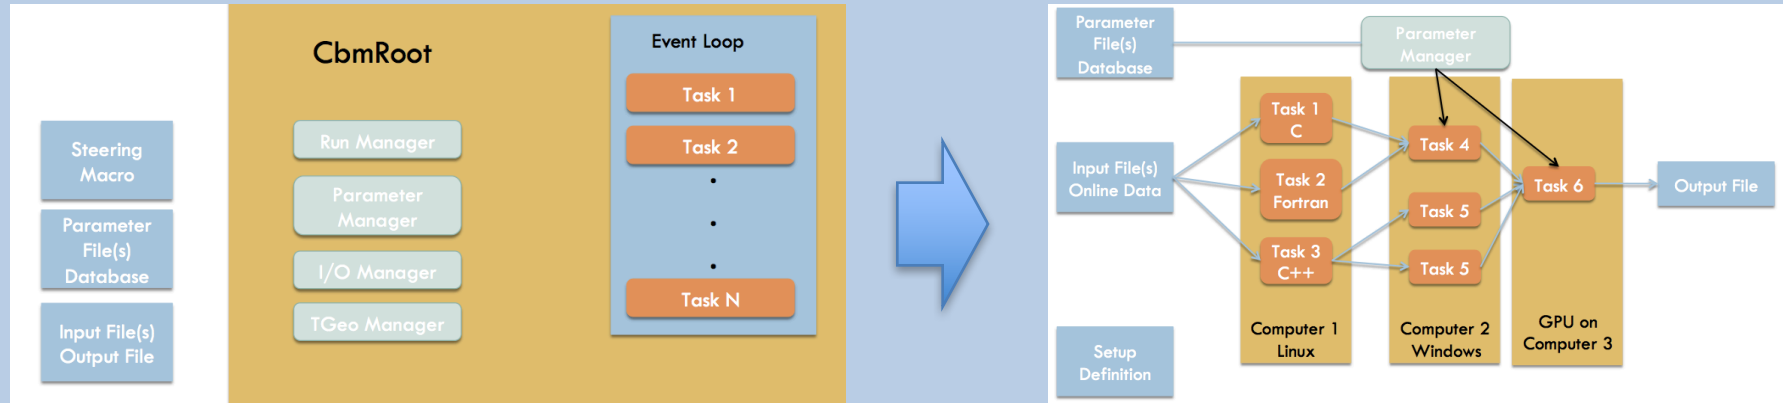 CbmRoot
Steering
Macro
Parameter
File(s)
Database
Input File(s)
Output File
Run Manager
Parameter
Manager
I/O Manager
TGeo Manager
Event Loop
Task 1
Task 2
Task N
Parameter
File(s)
Database
Parameter
Manager
Input File(s)
Online Data
Setup
Definition
Task 1
C
Task 2
Fortran
Task 3
C++
Computer 1
Linux
Task 4
Task 5
Task 5
Computer 2
Windows
Task 6
GPU on
Computer 3
Output File